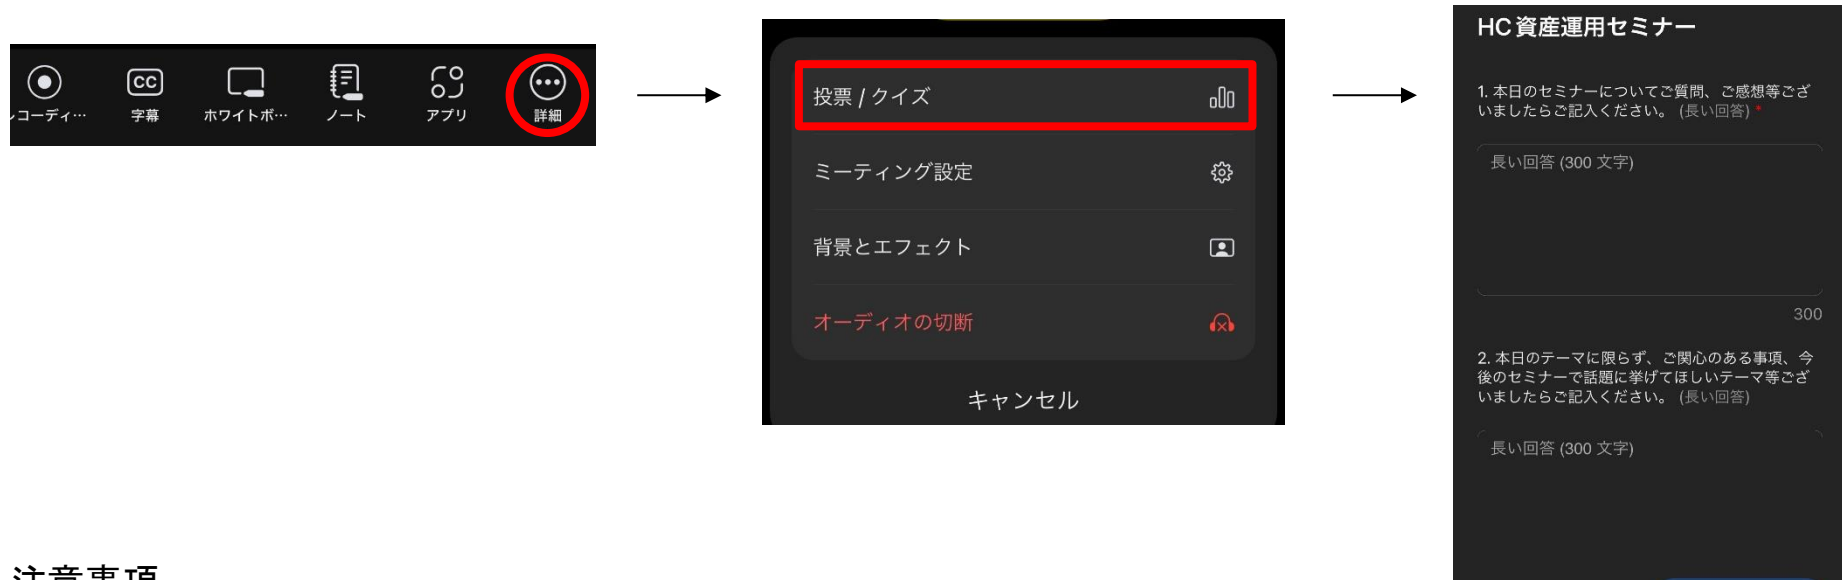 レコーディ…
CC
字幕
ホワイトボ…
ノート
アプリ
詳細
投票 / クイズ
ミーティング設定
背景とエフェクト
オーディオの切断
キャンセル
HC資産運用セミナー
1. 本日のセミナーについてご質問、ご感想等ござ
いましたらご記入ください。 (長い回答) *
長い回答 (300 文字)
300
2. 本日のテーマに限らず、ご関心のある事項、今
後のセミナーで話題に挙げてほしいテーマ等ござ
いましたらご記入ください。 (長い回答)
長い回答 (300 文字)
注意事項